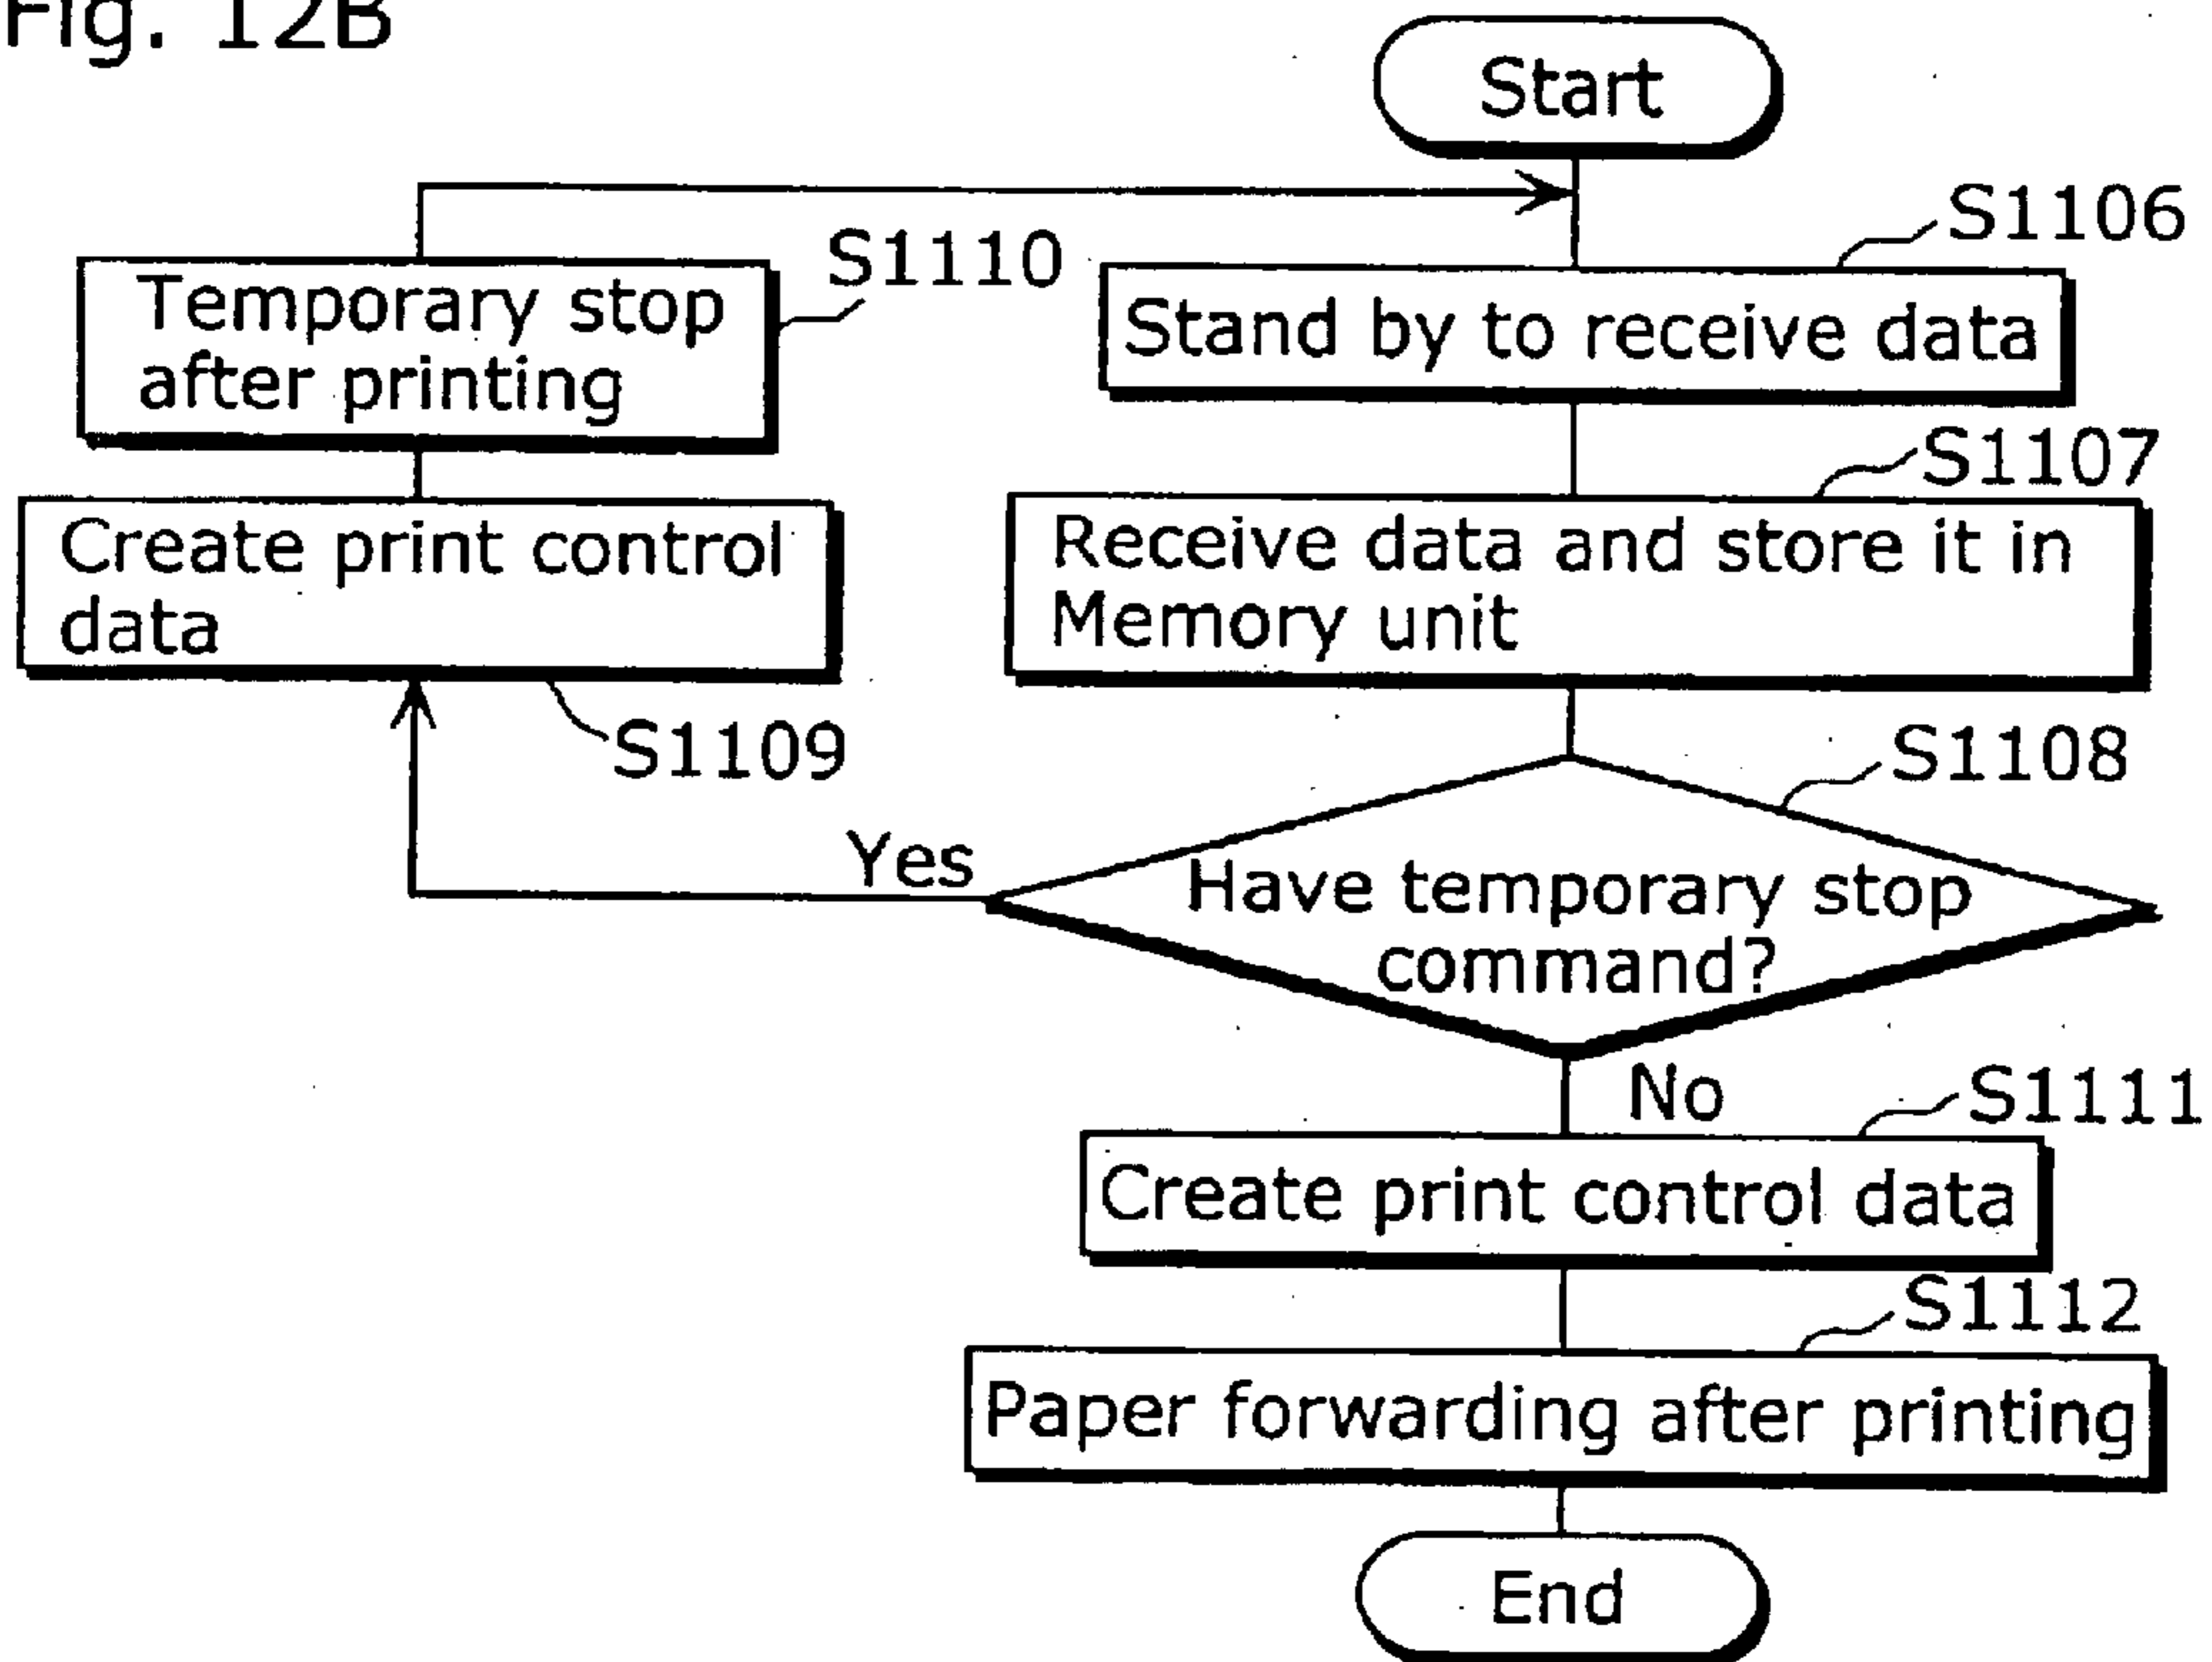 Fig. 12B
Start
S1106
Stand by to receive data
S1107
Receive data and store it in
Memory unit
S1108
Have temporary stop
command?
Yes
S1109
Create print control
data
S1110
Temporary stop
after printing
No
S1111
Create print control data
S1112
Paper forwarding after printing
End